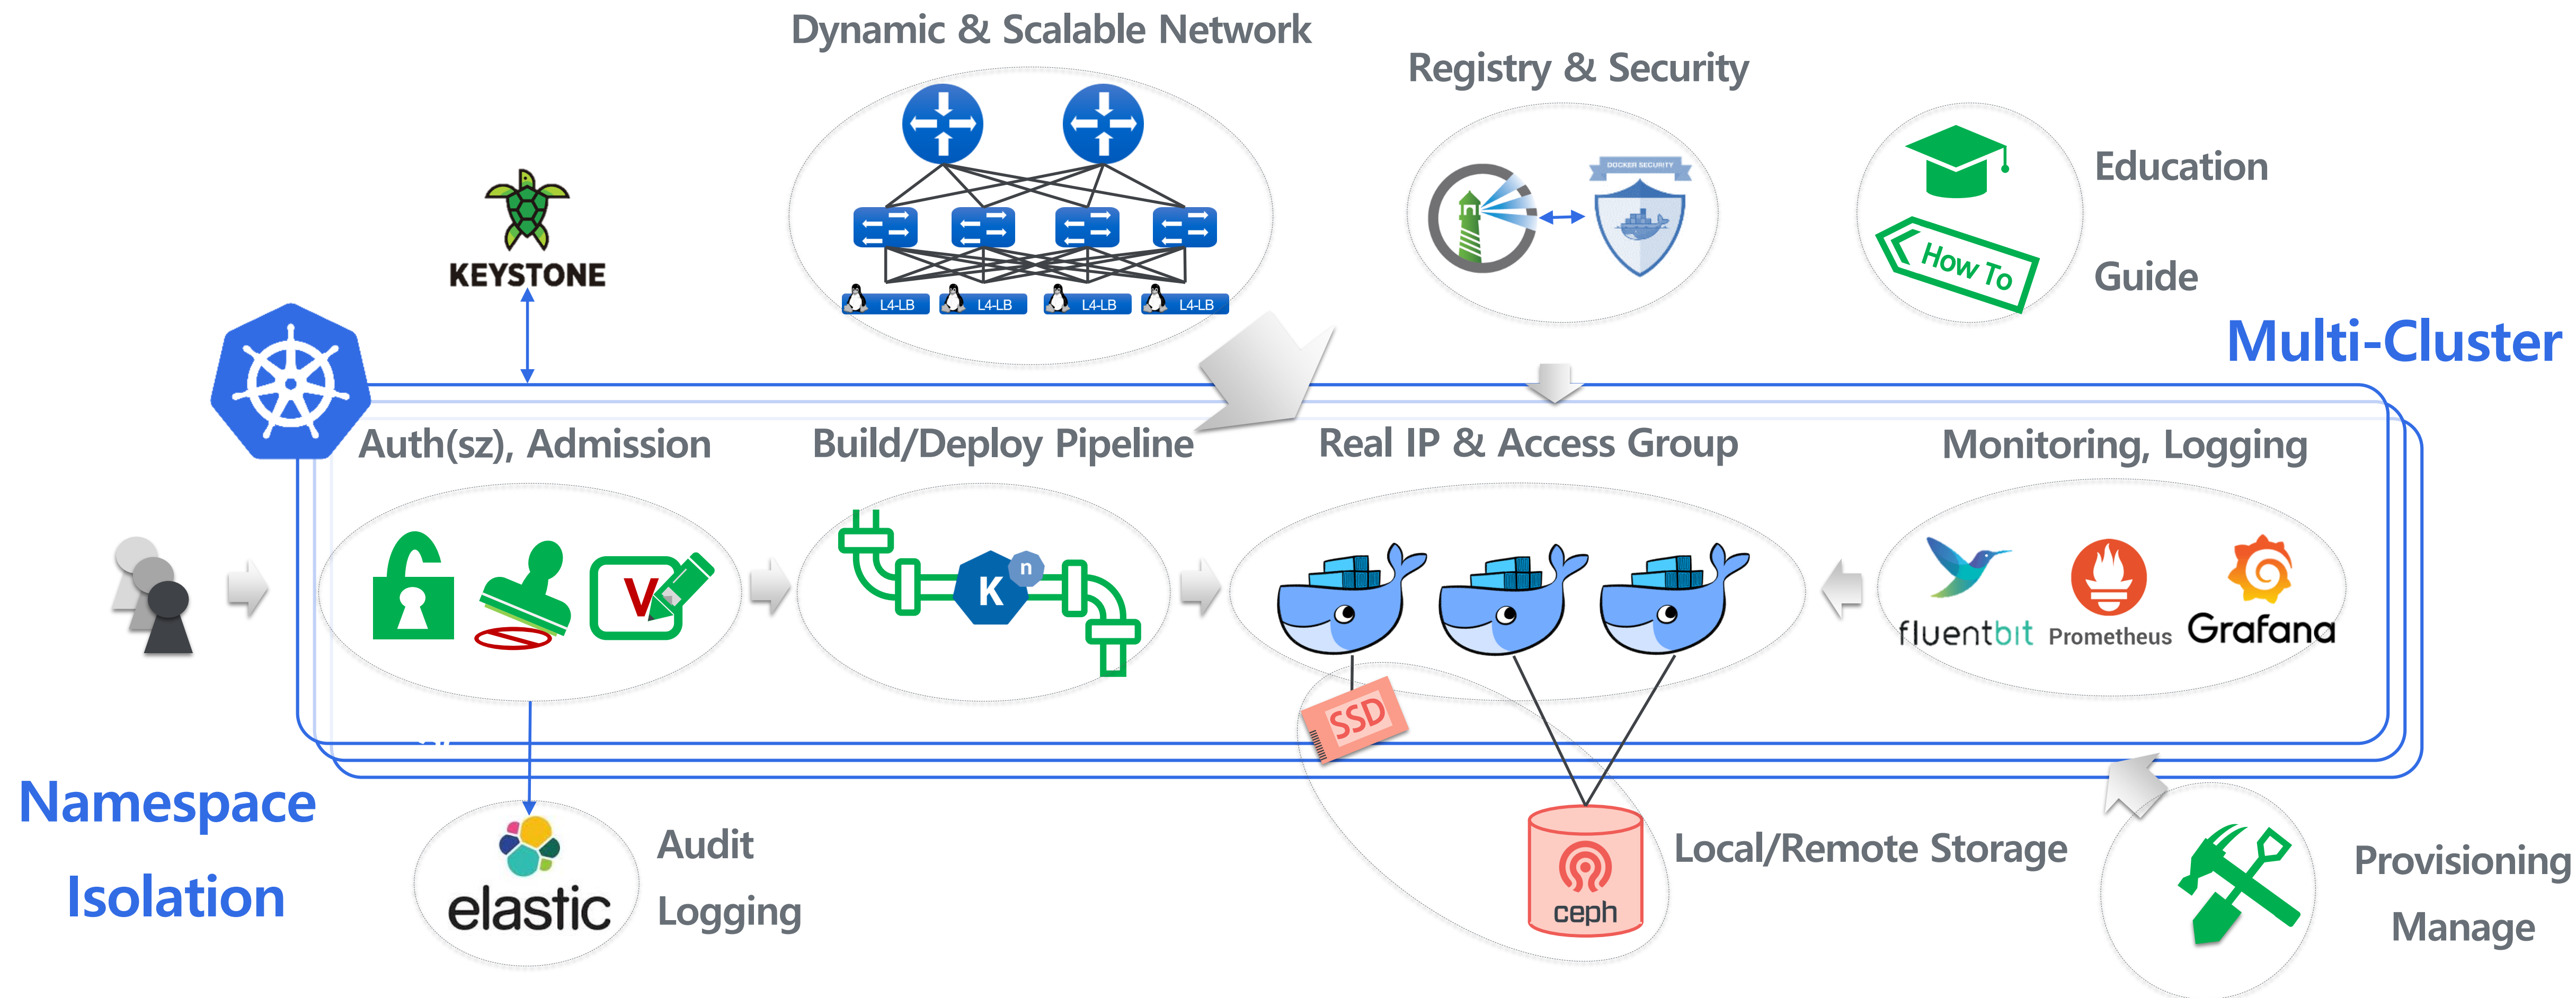 Dynamic & Scalable Network
Registry & Security
DOCKER SECURITY
n
Education
How To
Guide
KEYSTONE
L4-LB
L4-LB
L4-LB
L4-LB
Multi-Cluster
Auth(sz), Admission
Build/Deploy Pipeline
Real IP & Access Group
Monitoring, Logging
V
K
n
fluentbit
Prometheus
Grafana
SSD
Namespace
Isolation
elastic
Audit
Logging
ceph
Local/Remote Storage
Provisioning
Manage